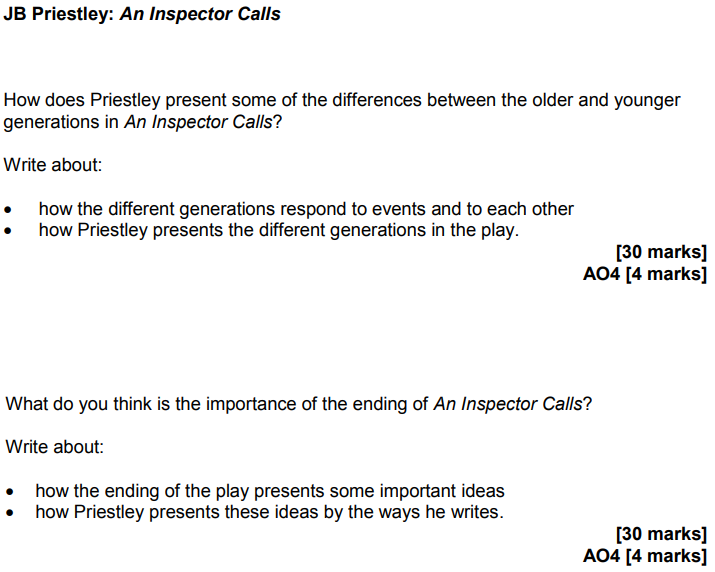 JB Priestley: An Inspector Calls
How does Priestley present some of the differences between the older and younger
generations in An Inspector Calls?
Write about:
• how the different generations respond to events and to each other
• how Priestley presents the different generations in the play.
[30 marks]
AO4 [4 marks]
What do you think is the importance of the ending of An Inspector Calls?
Write about:
• how the ending of the play presents some important ideas
• how Priestley presents these ideas by the ways he writes.
[30 marks]
AO4 [4 marks]